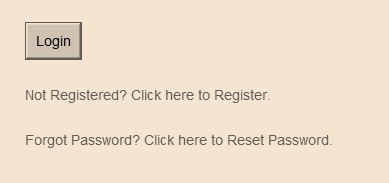 Login
Not Registered? Click here to Register.
Forgot Password? Click here to Reset Password.